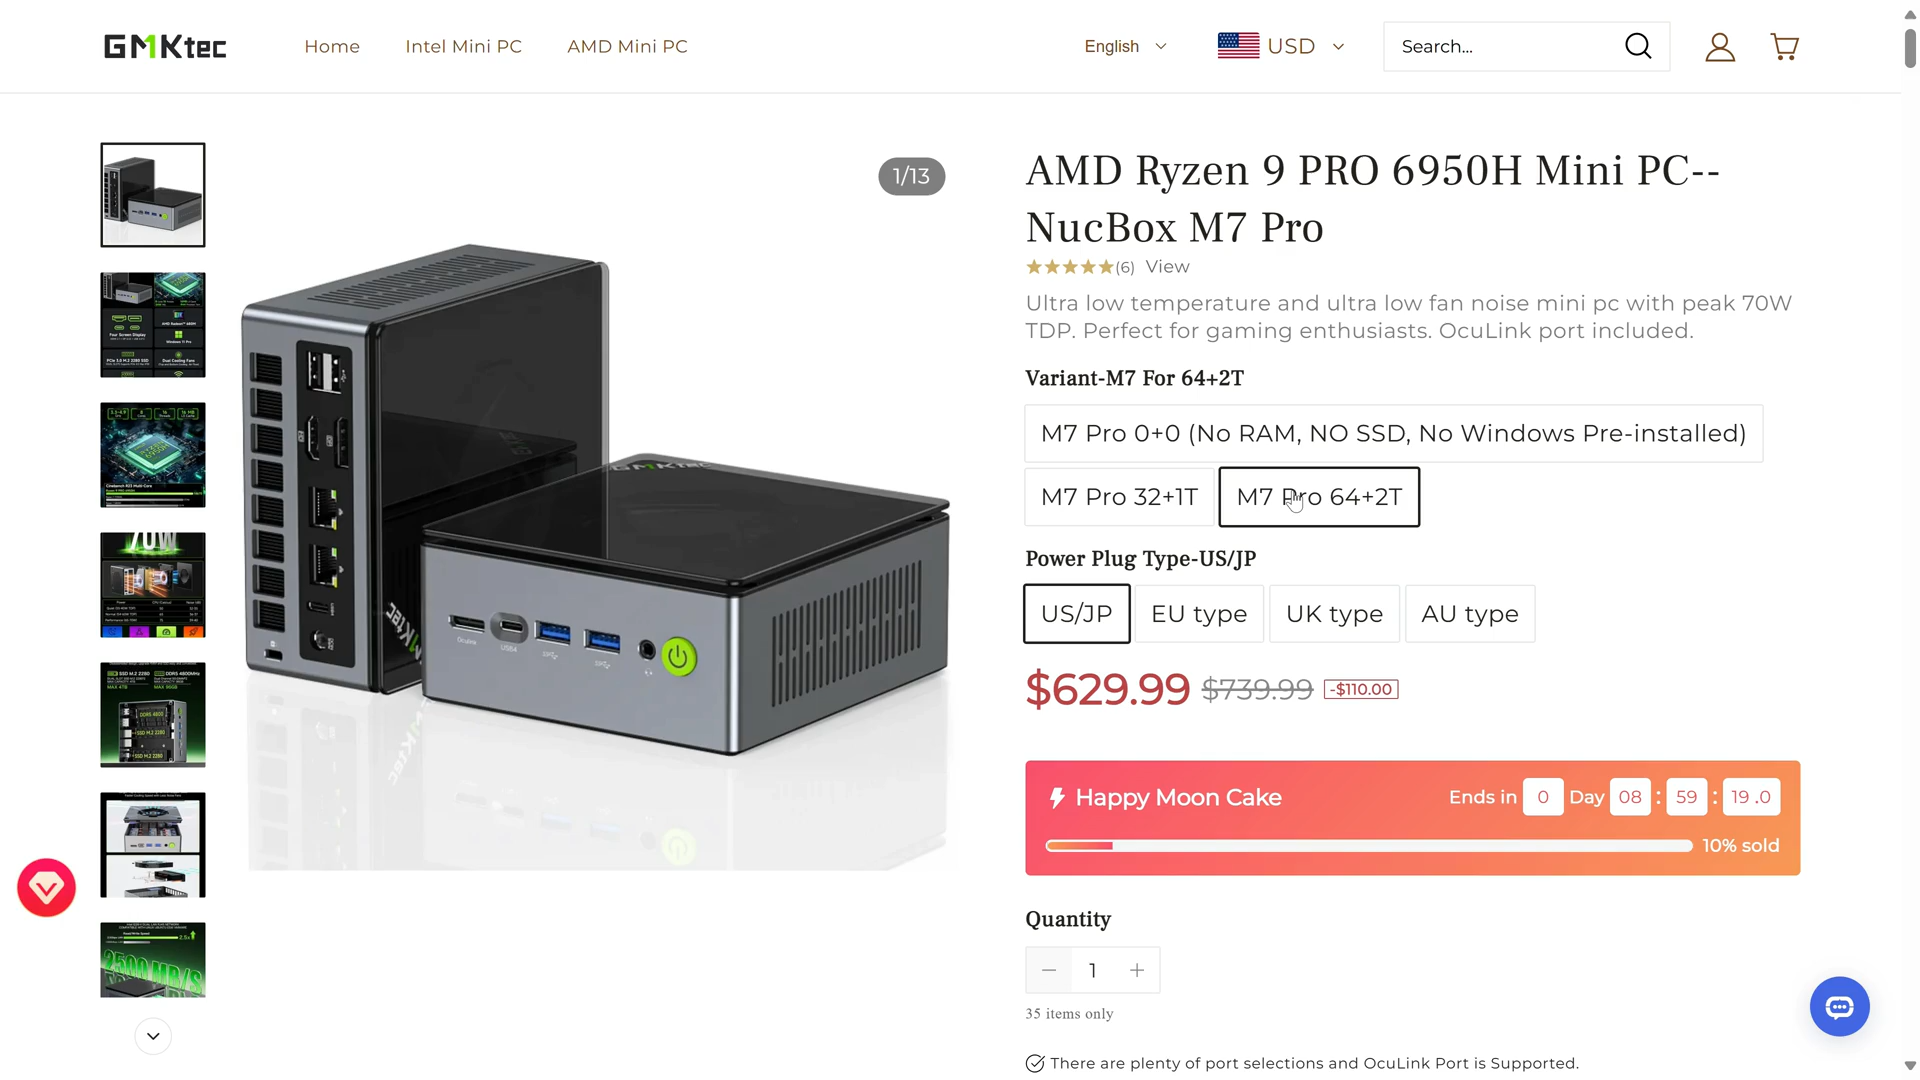 GMKtec
Home
Intel Mini PC
AMD Mini PC
English
USD
Search...
1/13
AMD Ryzen 9 PRO 6950H Mini PC--
NucBox M7 Pro
(6) View
Ultra low temperature and ultra low fan noise mini pc with peak 70W
TDP. Perfect for gaming enthusiasts. OcuLink port included.
Variant-M7 For 64+2T
M7 Pro 0+0 (No RAM, NO SSD, No Windows Pre-installed)
M7 Pro 32+1T
M7 Pro 64+2T
Power Plug Type-US/JP
US/JP
EU type
UK type
AU type
$629.99 $739.99 -$110.00
Happy Moon Cake
Ends in 0 Day 08 : 59 : 19 .0
10% sold
Quantity
1
35 items only
There are plenty of port selections and OcuLink Port is Supported.
GMKtec
Oculink
USB4
70W
2500 MB/S